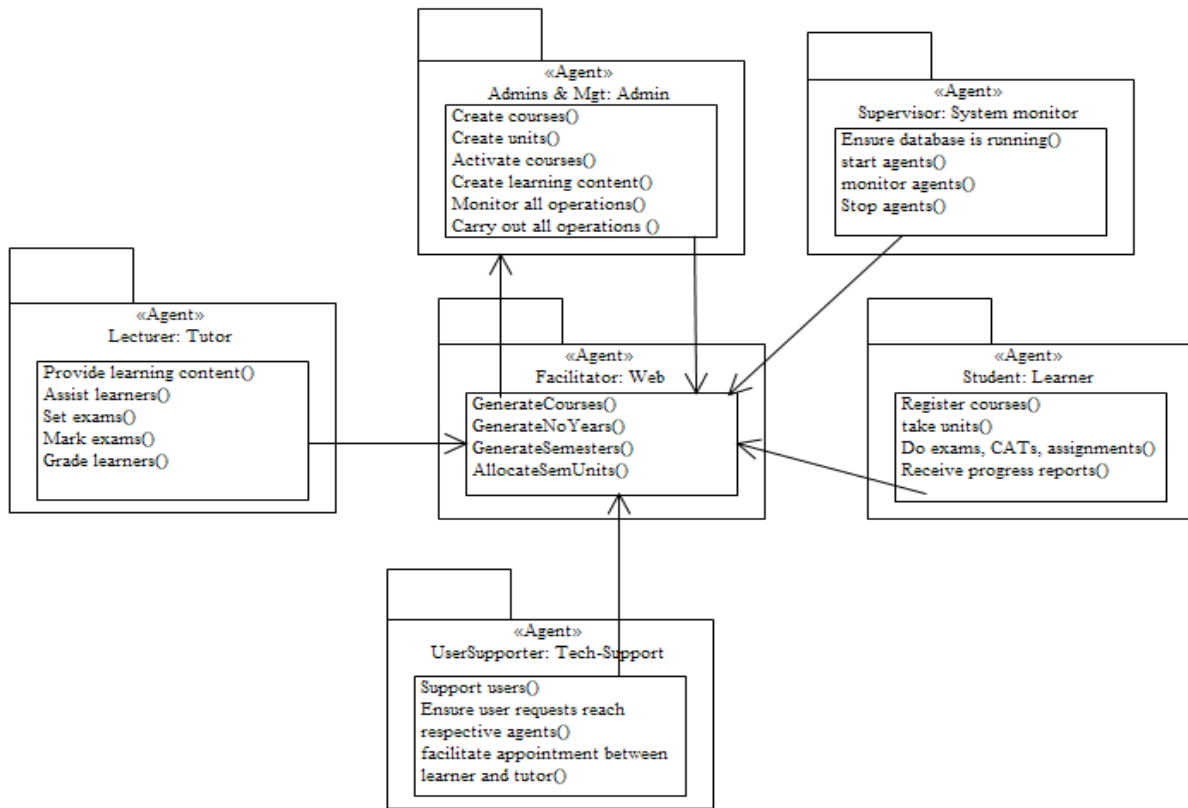 «Agent»
Admins & Mgt: Admin
Create courses()
Create units()
Activate courses()
Create learning content()
Monitor all operations()
Carry out all operations ()
«Agent»
Supervisor: System monitor
Ensure database is running()
start agents()
monitor agents()
Stop agents()
«Agent»
Lecturer: Tutor
Provide learning content()
Assist learners()
Set exams()
Mark exams()
Grade learners()
«Agent»
Facilitator: Web
GenerateCourses()
GenerateNoYears()
GenerateSemesters()
AllocateSemUnits()
«Agent»
Student: Learner
Register courses()
take units()
Do exams, CATs, assignments()
Receive progress reports()
«Agent»
UserSupporter: Tech-Support
Support users()
Ensure user requests reach
respective agents()
facilitate appointment between
learner and tutor()